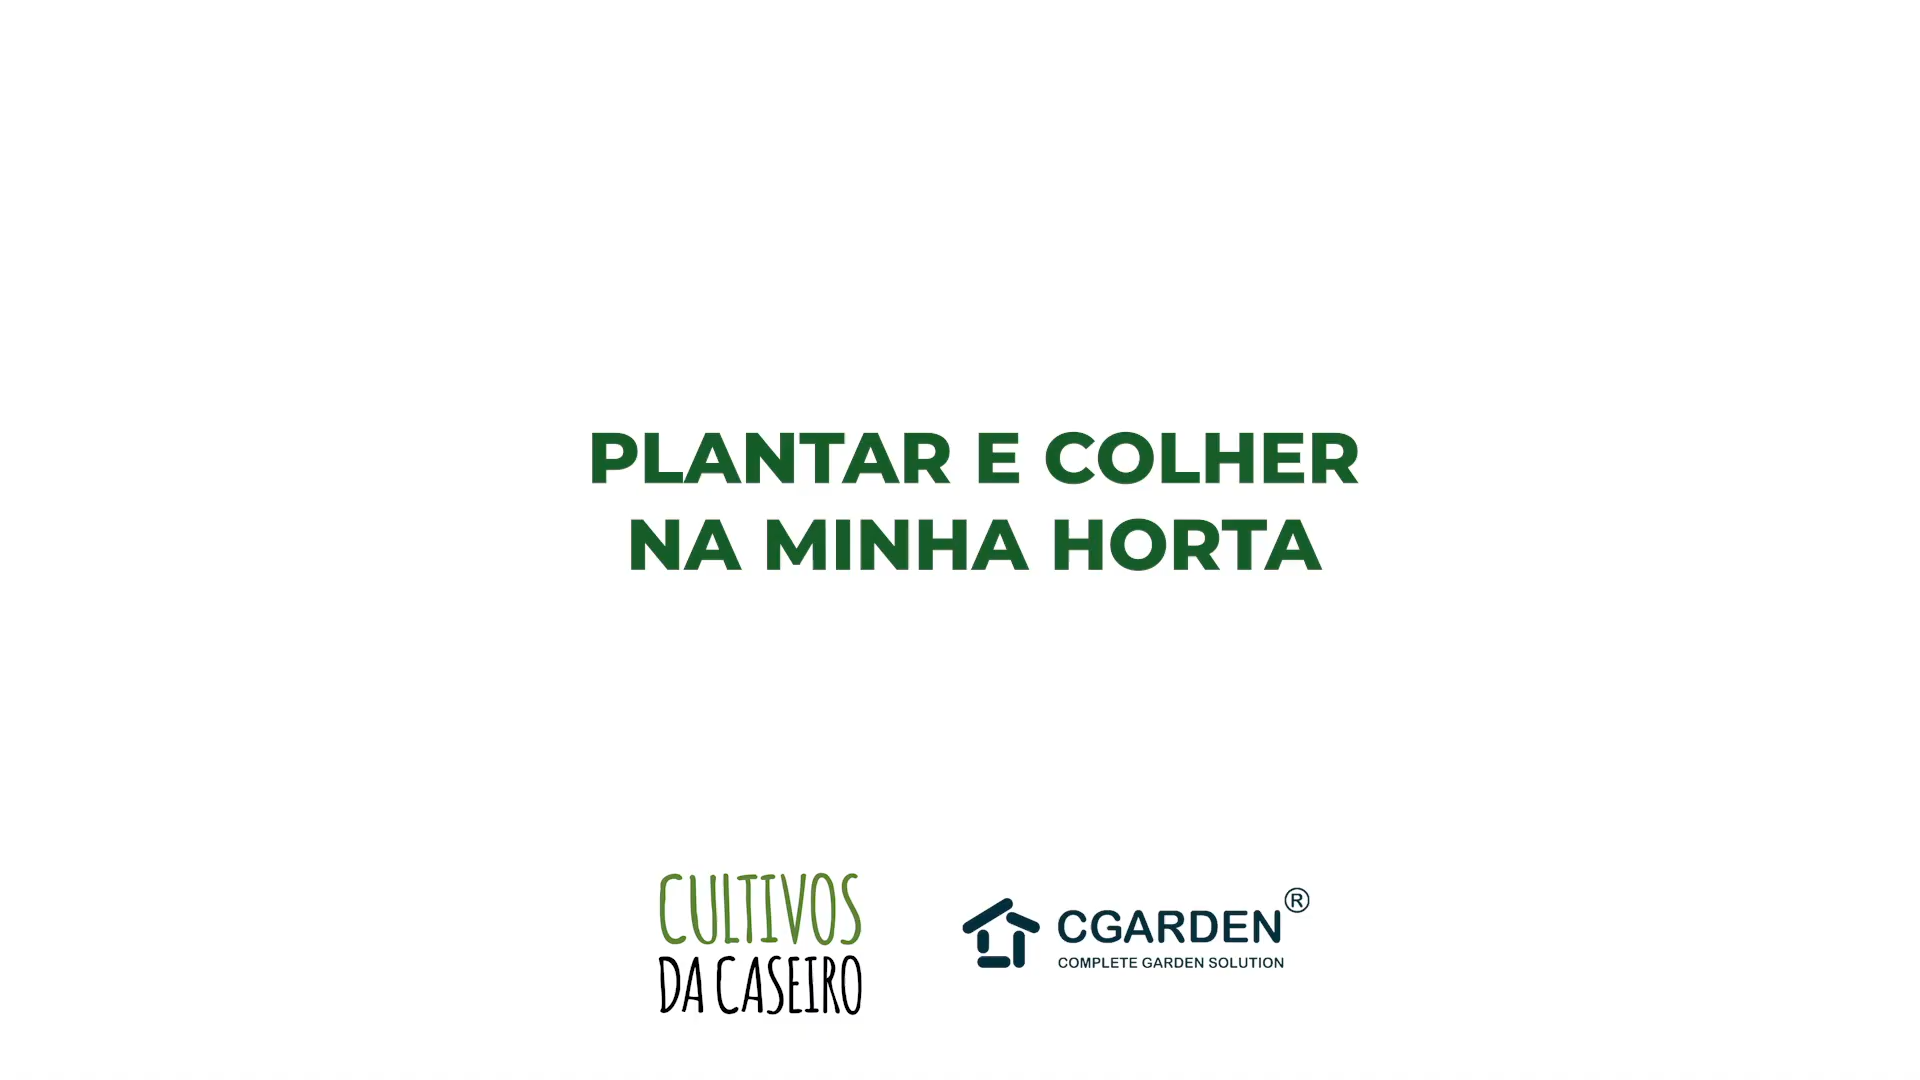 PLANTAR E COLHER
NA MINHA HORTA
CULTIVOS
DA CASEIRO
CGARDEN®
COMPLETE GARDEN SOLUTION